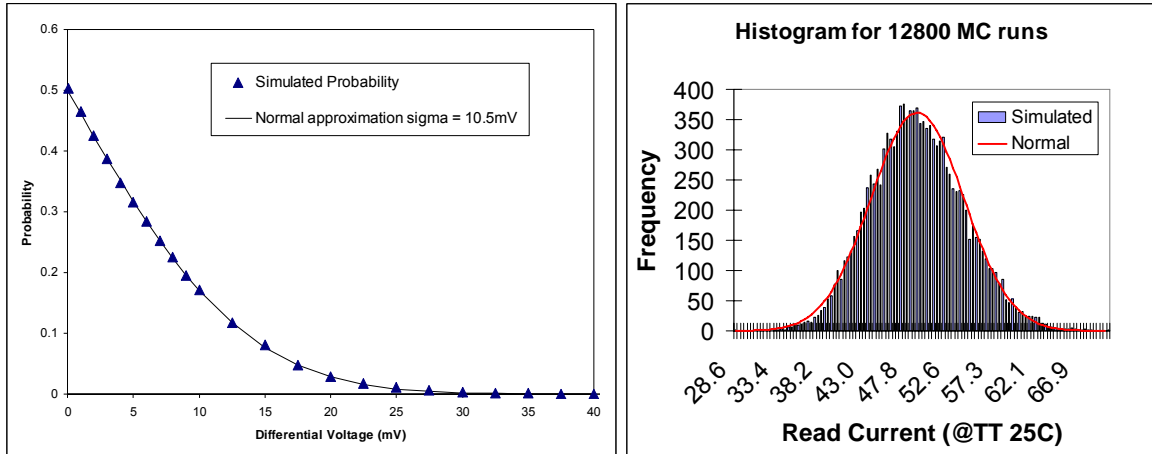 0.6
0.5
0.4
0.3
0.2
0.1
0
Probability
Simulated Probability
Normal approximation sigma = 10.5mV
0 5 10 15 20 25 30 35 40
Differential Voltage (mV)
Histogram for 12800 MC runs
400
350
300
250
200
150
100
50
0
Frequency
Simulated
Normal
28.6 33.4 38.2 43.0 47.8 52.6 57.3 62.1 66.9
Read Current (@TT 25C)